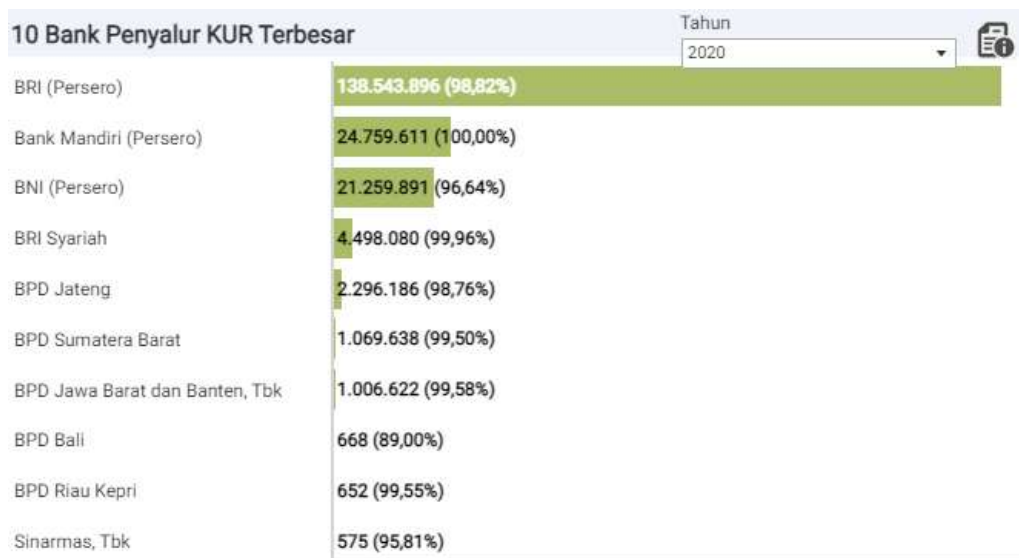 10 Bank Penyalur KUR Terbesar
Tahun
2020
BRI (Persero) 138.543.896 (98,82%)
Bank Mandiri (Persero) 24.759.611 (100,00%)
BNI (Persero) 21.259.891 (96,64%)
BRI Syariah 4.498.080 (99,96%)
BPD Jateng 2.296.186 (98,76%)
BPD Sumatera Barat 1.069.638 (99,50%)
BPD Jawa Barat dan Banten, Tbk 1.006.622 (99,58%)
BPD Bali 668 (89,00%)
BPD Riau Kepri 652 (99,55%)
Sinarmas, Tbk 575 (95,81%)